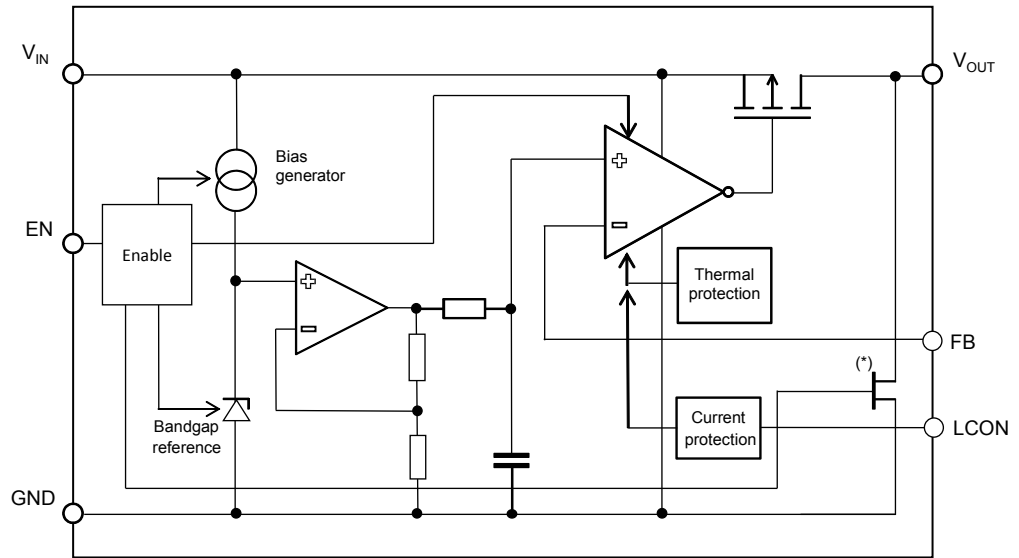 V_IN
V_OUT
Bias
generator
EN
Enable
Thermal
protection
FB
(*)
Bandgap
reference
Current
protection
LCON
GND